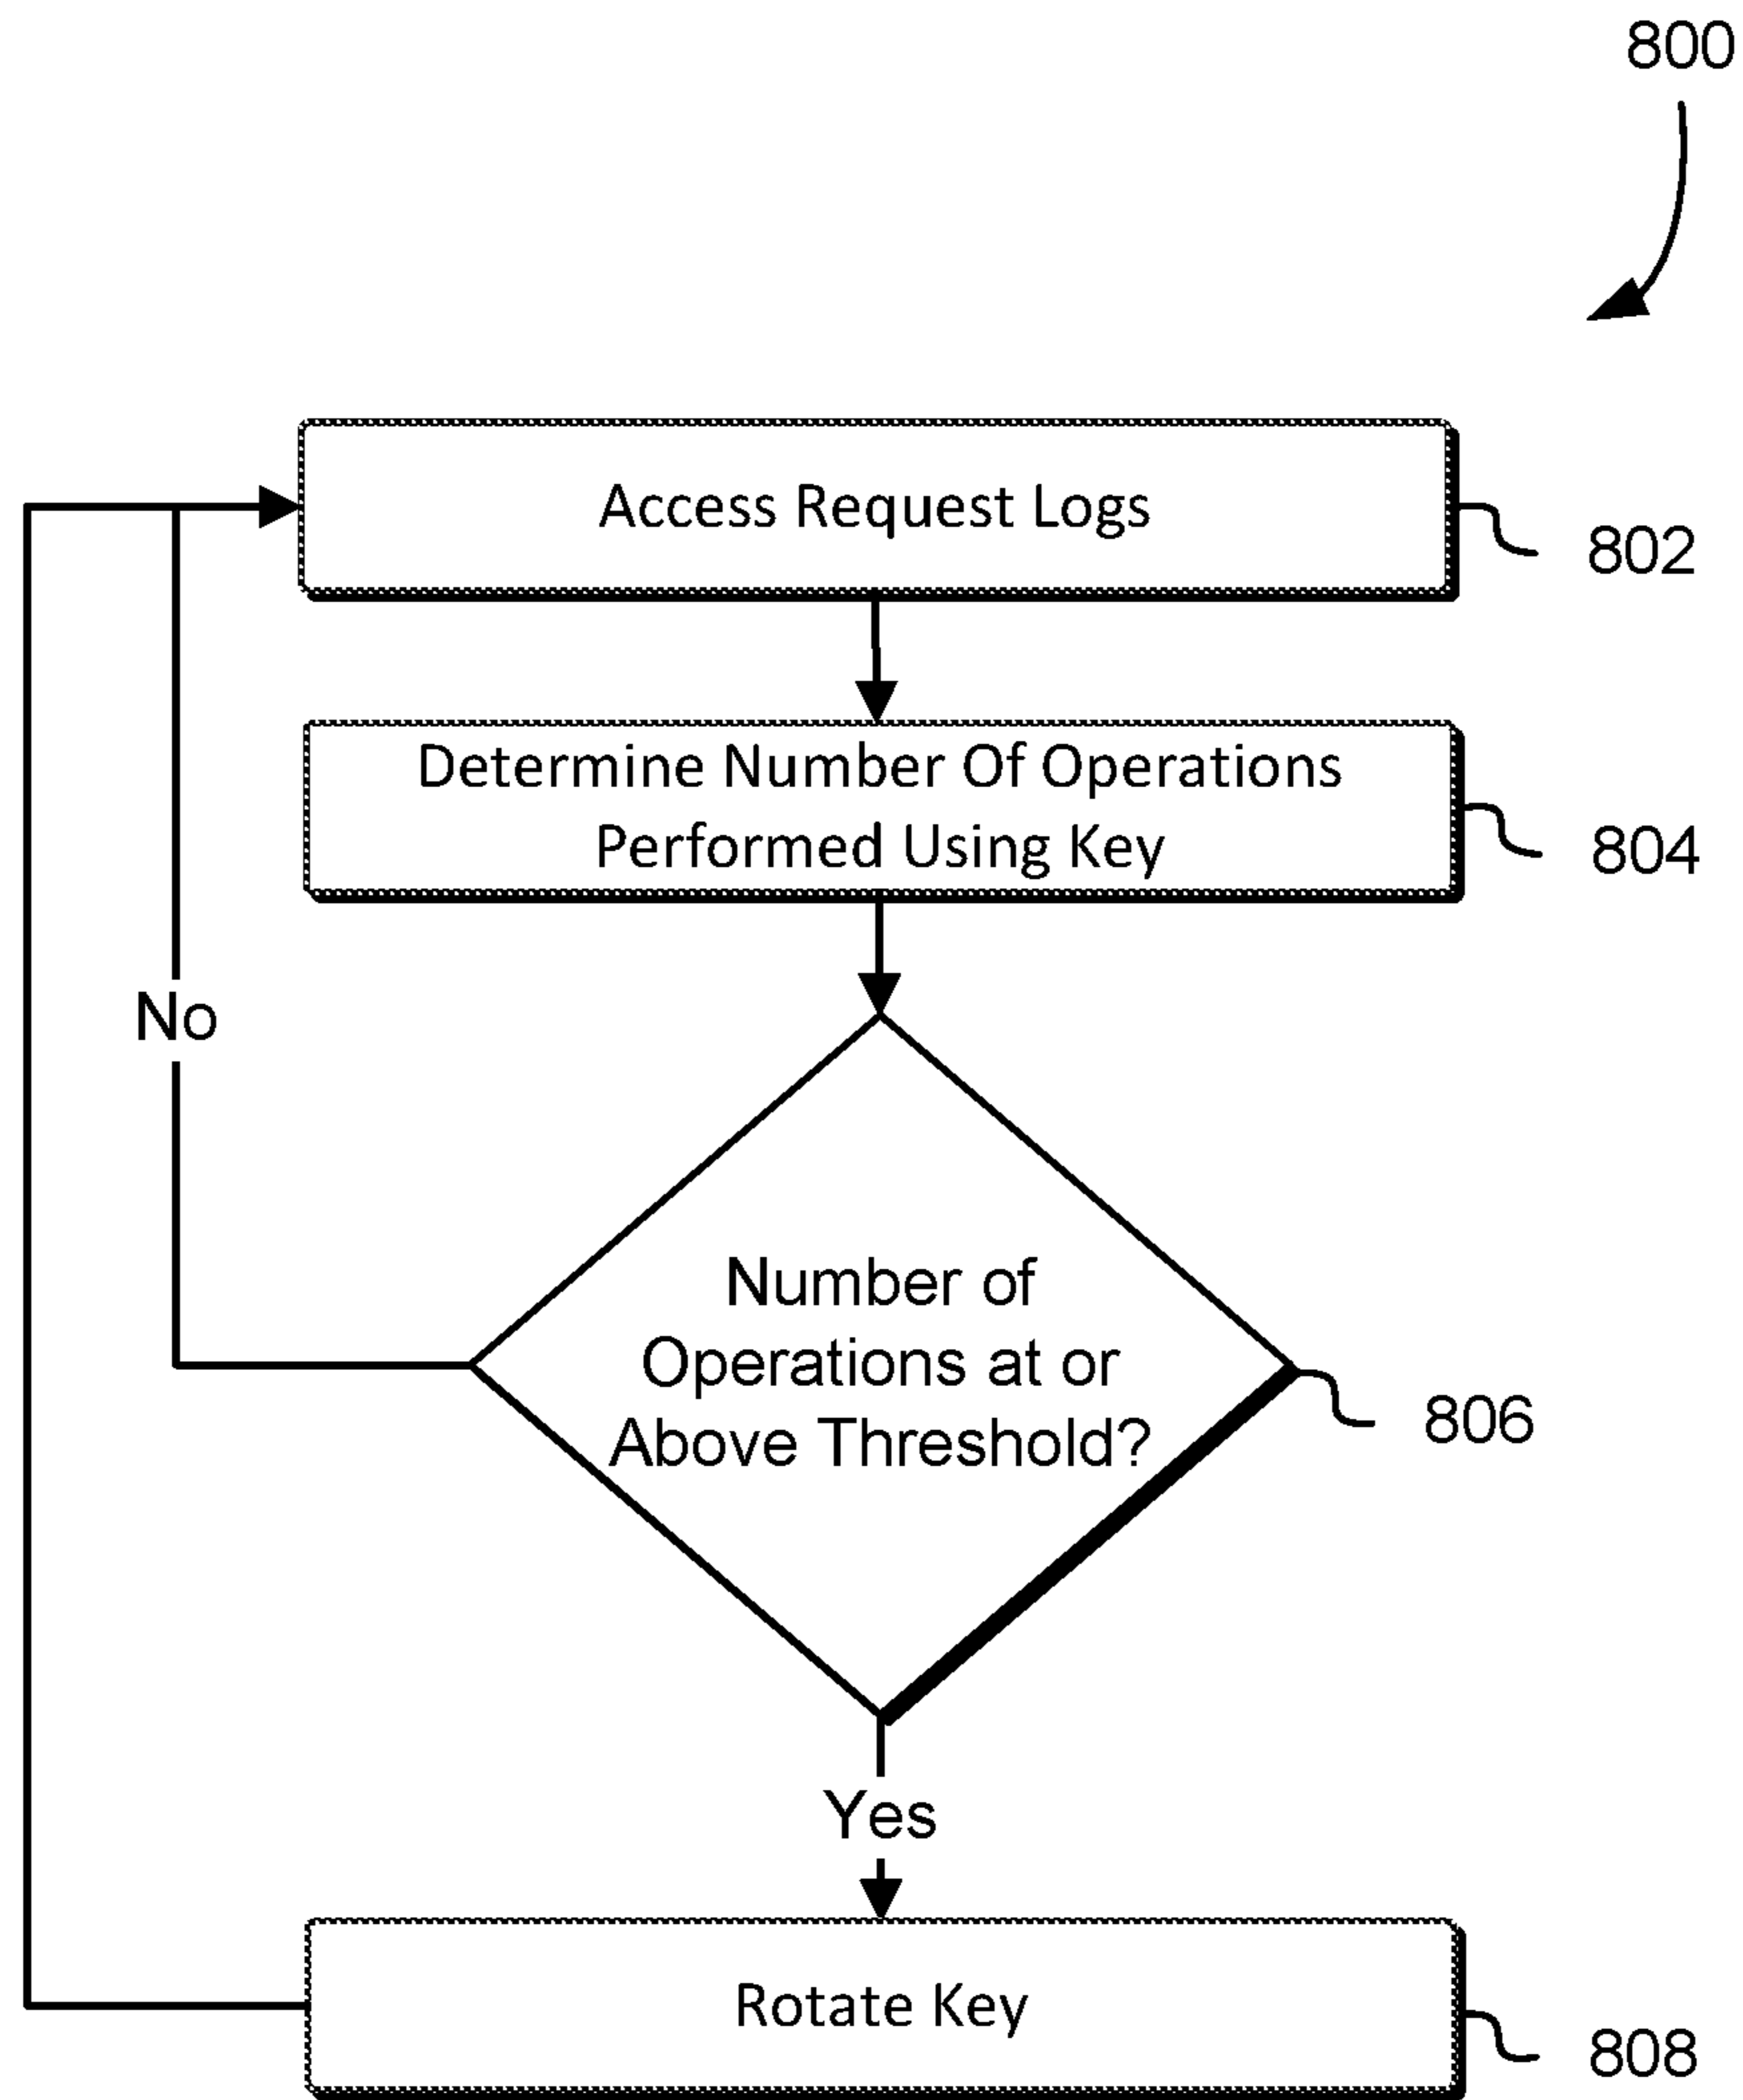 800
Access Request Logs
802
Determine Number Of Operations
Performed Using Key
804
No
Number of
Operations at or
Above Threshold?
806
Yes
Rotate Key
808